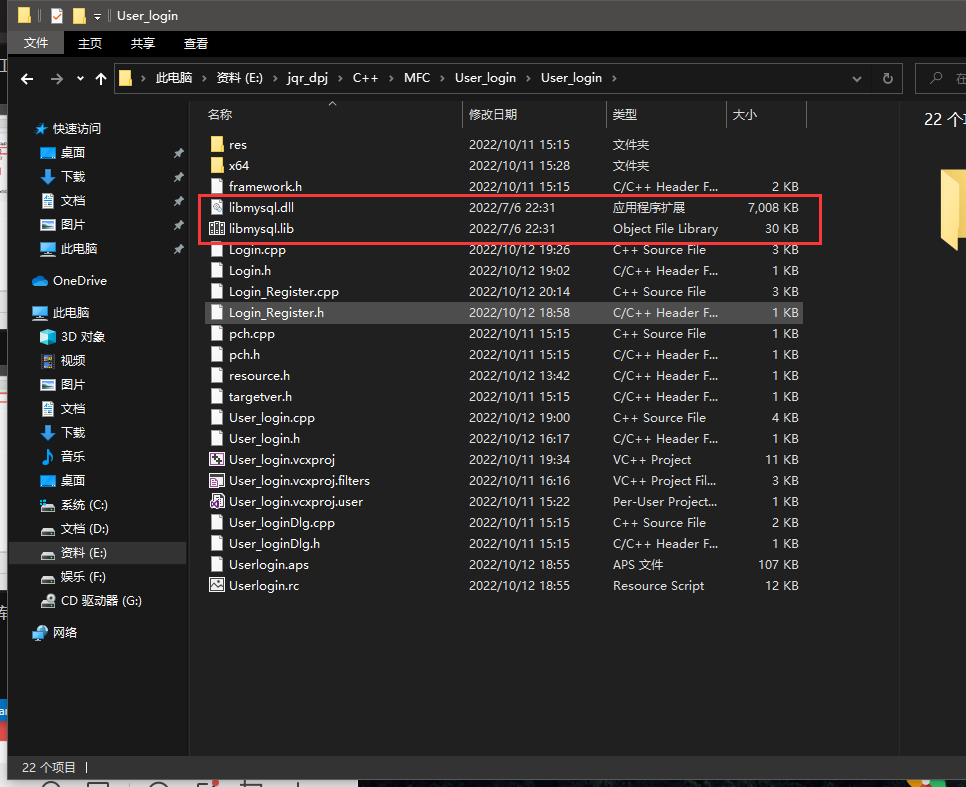 User_login
文件 主页 共享 查看
此电脑 资料 (E:) jqr_dpj C++ MFC User_login User_login
名称 修改日期 类型 大小
22 个
快速访问
桌面
下载
文档
图片
此电脑
OneDrive
此电脑
3D 对象
视频
图片
文档
下载
音乐
桌面
系统 (C:)
文档 (D:)
资料 (E:)
娱乐 (F:)
CD 驱动器 (G:)
网络
res 2022/10/11 15:15 文件夹
x64 2022/10/11 15:28 文件夹
framework.h 2022/10/11 15:15 C/C++ Header F... 2 KB
libmysql.dll 2022/7/6 22:31 应用程序扩展 7,008 KB
libmysql.lib 2022/7/6 22:31 Object File Library 30 KB
Login.cpp 2022/10/12 19:26 C++ Source File 3 KB
Login.h 2022/10/12 19:02 C/C++ Header F... 1 KB
Login_Register.cpp 2022/10/12 20:14 C++ Source File 3 KB
Login_Register.h 2022/10/12 18:58 C/C++ Header F... 1 KB
pch.cpp 2022/10/11 15:15 C++ Source File 1 KB
pch.h 2022/10/11 15:15 C/C++ Header F... 1 KB
resource.h 2022/10/12 13:42 C/C++ Header F... 1 KB
targetver.h 2022/10/11 15:15 C/C++ Header F... 1 KB
User_login.cpp 2022/10/12 19:00 C++ Source File 4 KB
User_login.h 2022/10/12 16:17 C/C++ Header F... 1 KB
User_login.vcxproj 2022/10/11 19:34 VC++ Project 11 KB
User_login.vcxproj.filters 2022/10/11 16:16 VC++ Project Fil... 3 KB
User_login.vcxproj.user 2022/10/11 15:22 Per-User Project... 1 KB
User_loginDlg.cpp 2022/10/11 15:15 C++ Source File 2 KB
User_loginDlg.h 2022/10/11 15:15 C/C++ Header F... 1 KB
Userlogin.aps 2022/10/12 18:55 APS 文件 107 KB
Userlogin.rc 2022/10/12 18:55 Resource Script 12 KB
22 个项目